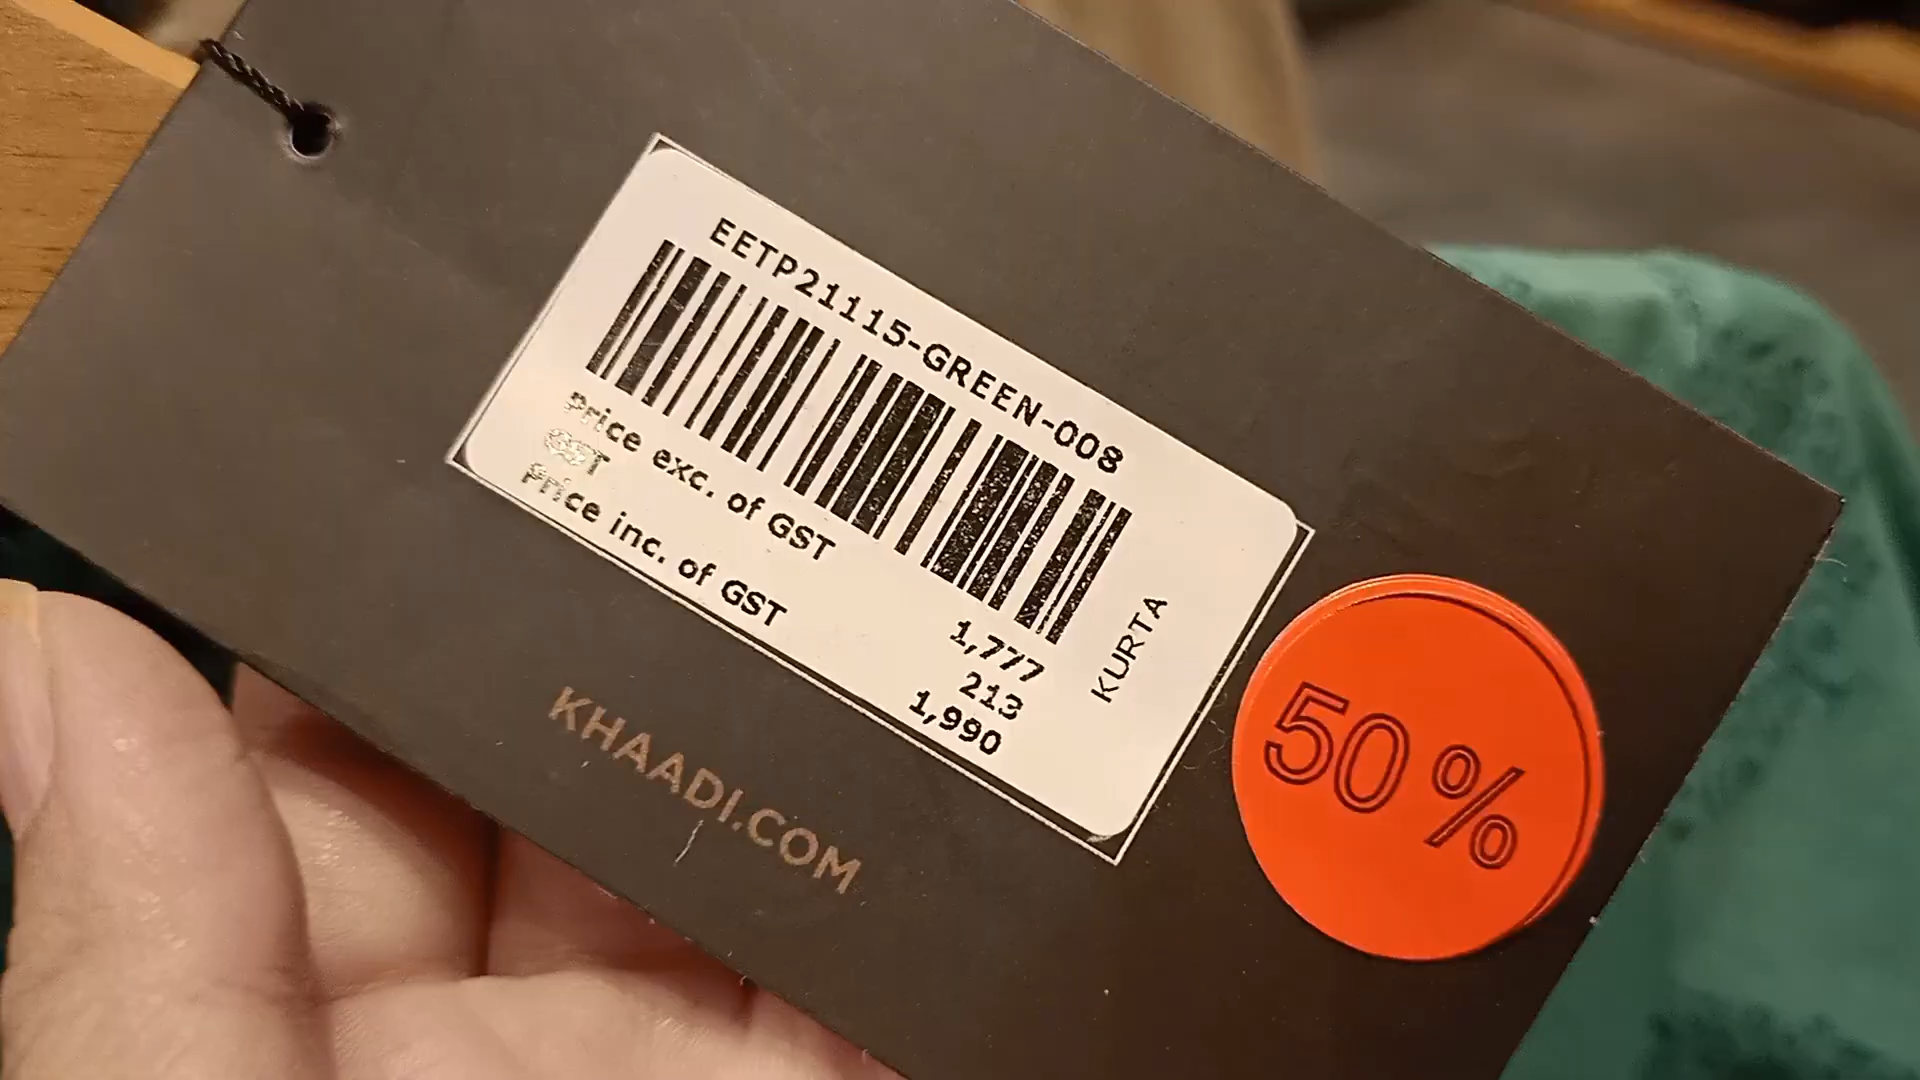 EETP21115-GREEN-008
Price exc. of GST 1,777
GST 213
Price inc. of GST 1,990
KURTA
KHAADI.COM
50%